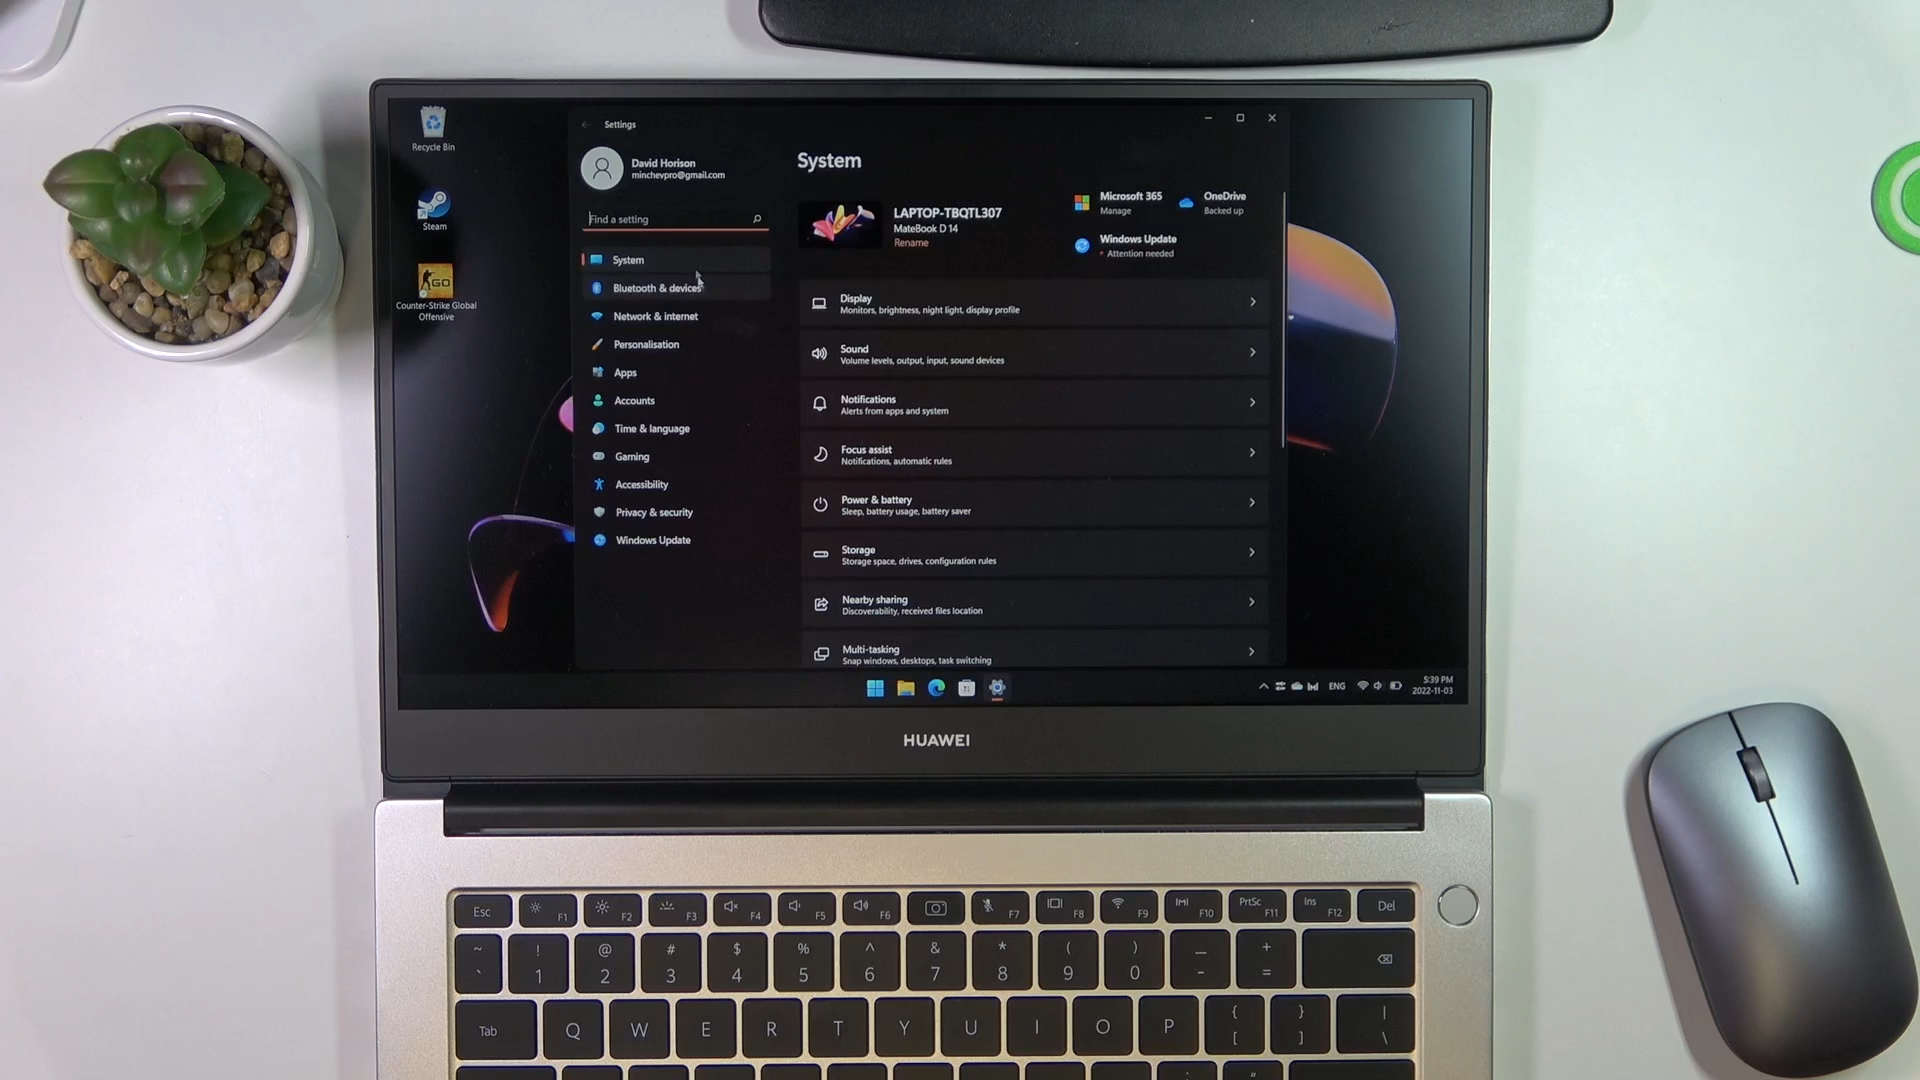 Recycle Bin
Steam
GO
Counter-Strike Global
Offensive
Settings
David Horison
minchevpro@gmail.com
Find a setting
System
Bluetooth & devices
Network & internet
Personalisation
Apps
Accounts
Time & language
Gaming
Accessibility
Privacy & security
Windows Update
System
LAPTOP-TBQTL307
MateBook D 14
Rename
Microsoft 365
Manage
OneDrive
Backed up
Windows Update
• Attention needed
Display
Monitors, brightness, night light, display profile
Sound
Volume levels, output, input, sound devices
Notifications
Alerts from apps and system
Focus assist
Notifications, automatic rules
Power & battery
Sleep, battery usage, battery saver
Storage
Storage space, drives, configuration rules
Nearby sharing
Discoverability, received files location
Multi-tasking
Snap windows, desktops, task switching
ENG
5:39 PM
2022-11-03
HUAWEI
Esc F1 F2 F3 F4 F5 F6 F7 F8 F9 F10 PrtSc F11 Ins F12 Del
~ ! @ # $ % ^ & * ( ) _ +
` 1 2 3 4 5 6 7 8 9 0 - =
Tab Q W E R T Y U I O P { [ } ] | \
: "